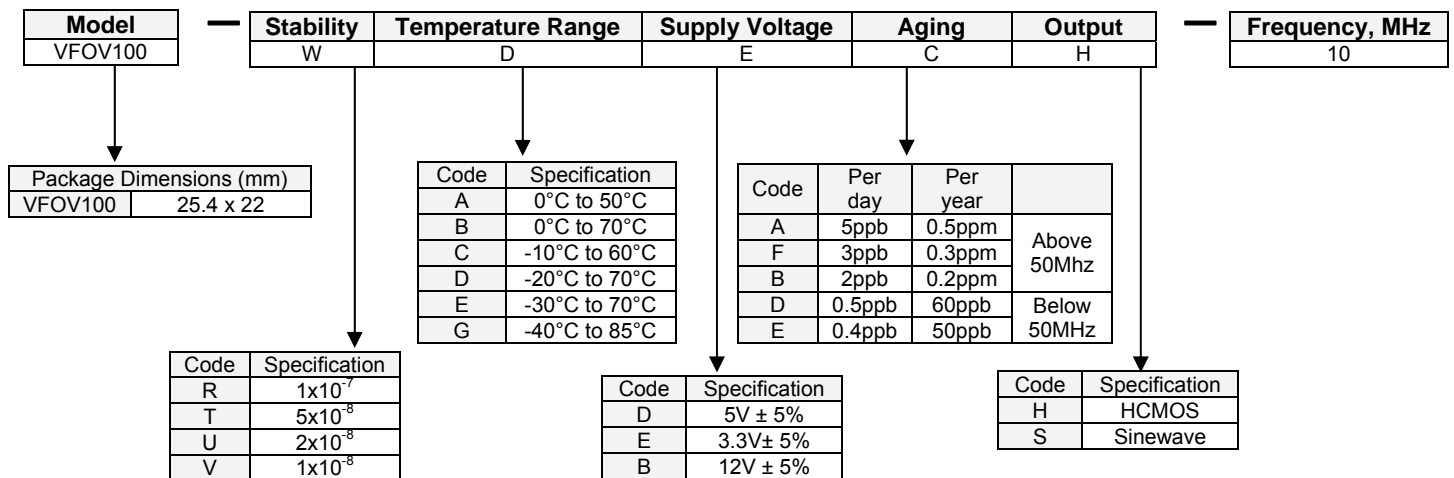 Model — Stability Temperature Range Supply Voltage Aging Output — Frequency, MHz
VFOV100 W D E C H 10
Package Dimensions (mm)
VFOV100 25.4 x 22
Code Specification
A 0°C to 50°C
B 0°C to 70°C
C -10°C to 60°C
D -20°C to 70°C
E -30°C to 70°C
G -40°C to 85°C
Code Per day Per year
A 5ppb 0.5ppm Above 50Mhz
F 3ppb 0.3ppm
B 2ppb 0.2ppm
D 0.5ppb 60ppb Below 50MHz
E 0.4ppb 50ppb
Code Specification
R 1x10⁻⁷
T 5x10⁻⁸
U 2x10⁻⁸
V 1x10⁻⁸
Code Specification
D 5V ± 5%
E 3.3V± 5%
B 12V ± 5%
Code Specification
H HCMOS
S Sinewave